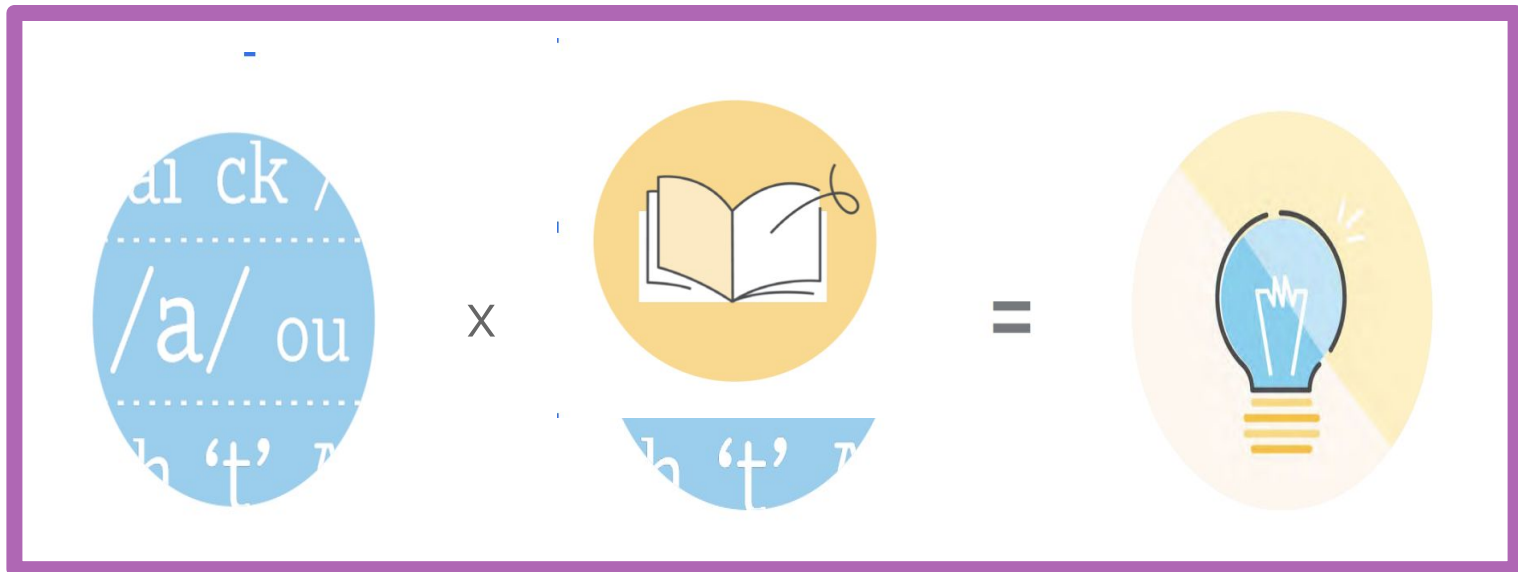 ck /
/a/ ou
x
=
‘t’
‘t’